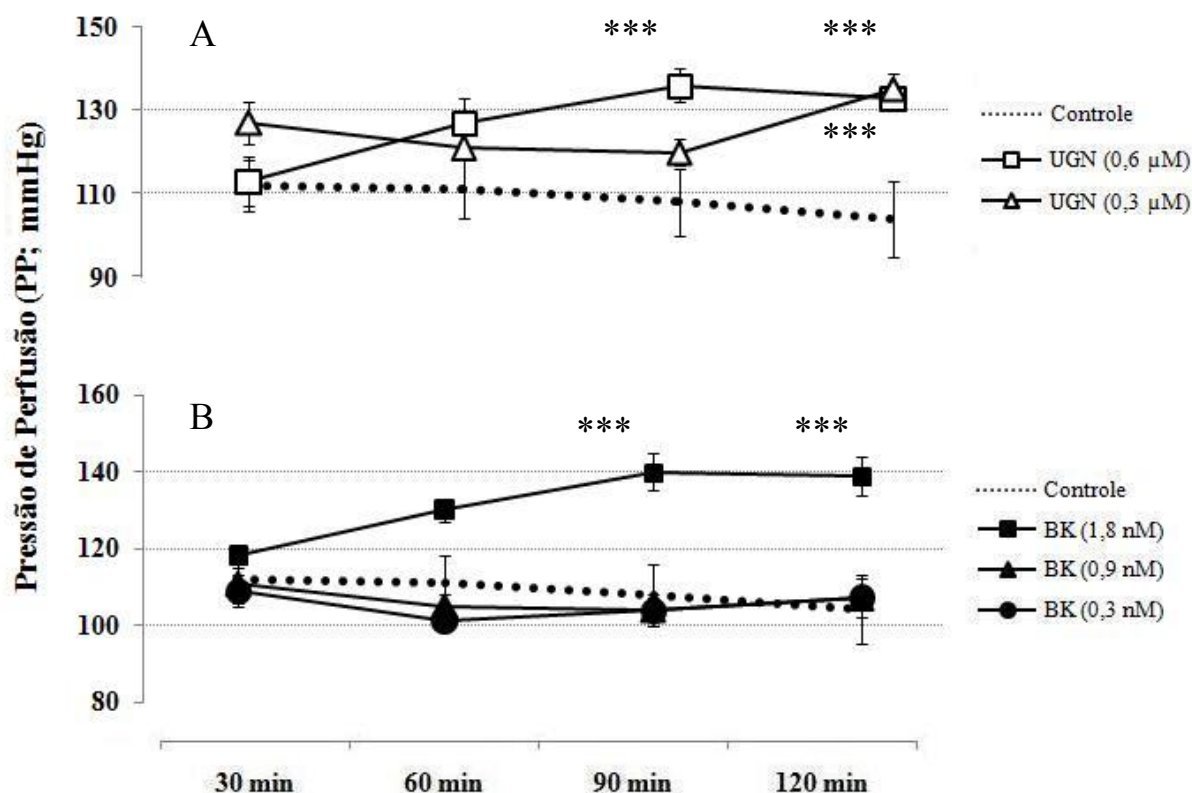 Pressão de Perfusão (PP; mmHg)
A
150
130
110
90
*** ***
***
Controle
UGN (0,6 µM)
UGN (0,3 µM)
B
160
140
120
100
80
*** ***
Controle
BK (1,8 nM)
BK (0,9 nM)
BK (0,3 nM)
30 min 60 min 90 min 120 min